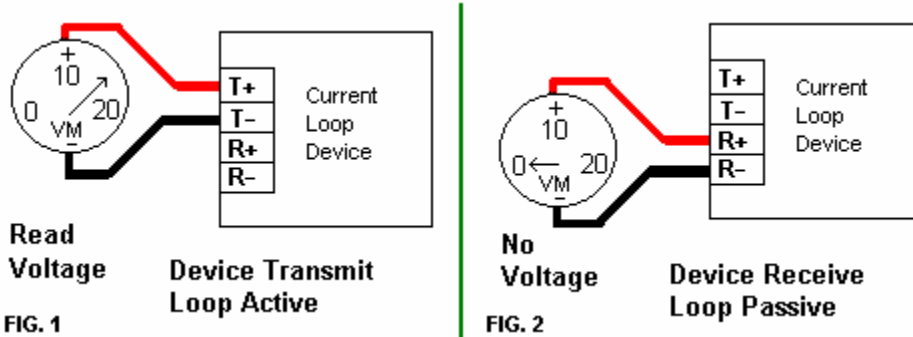 +
10
0
20
VM
-
T+
T-
R+
R-
Current
Loop
Device
Read
Voltage
Device Transmit
Loop Active
FIG. 1
+
10
0
20
VM
-
T+
T-
R+
R-
Current
Loop
Device
No
Voltage
Device Receive
Loop Passive
FIG. 2